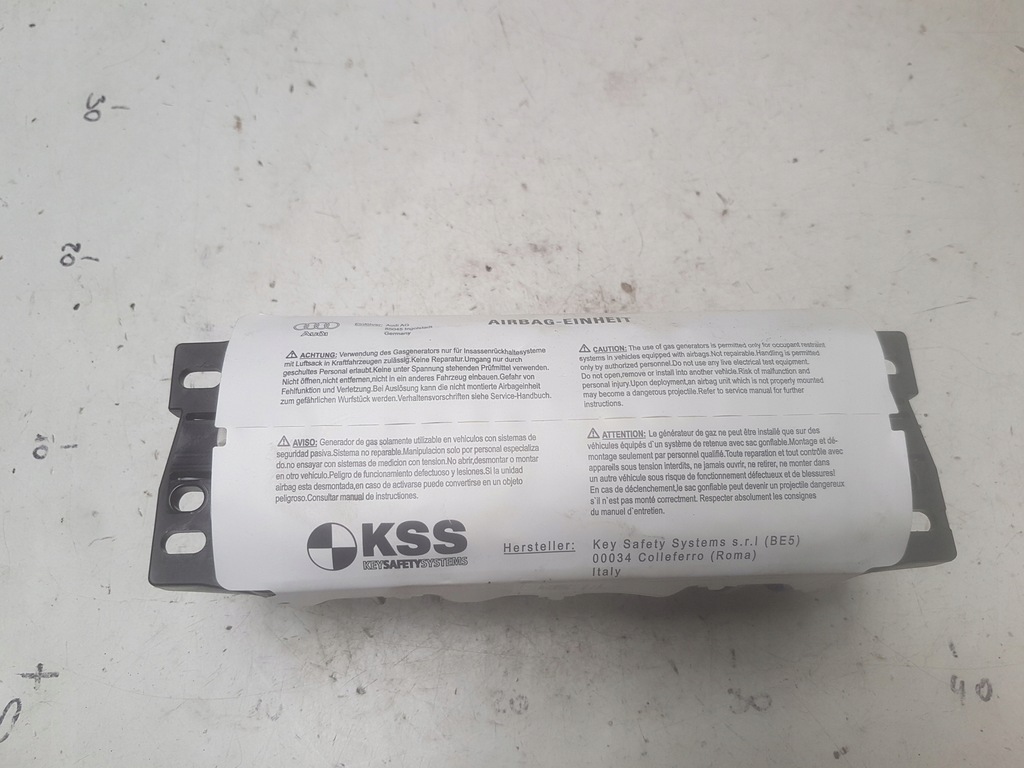 30
20
10
Audi
Audi AG
85045 Ingolstadt
Germany
AIRBAG-EINHEIT
ACHTUNG: Verwendung des Gasgenerators nur für Insassenrückhaltesysteme
mit Luftsack in Kraftfahrzeugen zulässig.Keine Reparatur.Umgang nur durch
geschultes Personal erlaubt.Keine unter Spannung stehenden Prüfmittel verwenden.
Nicht öffnen,nicht entfernen,nicht in ein anderes Fahrzeug einbauen.Gefahr von
Fehlfunktion und Verletzung.Bei Auslösung kann die nicht montierte Airbageinheit
zum gefährlichen Wurfstück werden.Verhaltensvorschriften siehe Service-Handbuch.
CAUTION: The use of gas generators is permitted only for occupant restraint
systems in vehicles equipped with airbags.Not repairable.Handling is permitted
only by authorized personnel.Do not use any live electrical test equipment.
Do not open,remove or install into another vehicle.Risk of malfunction and
personal injury.Upon deployment,an airbag unit which is not properly mounted
may become a dangerous projectile.Refer to service manual for further
instructions.
AVISO: Generador de gas solamente utilizable en vehiculos con sistemas de
seguridad pasiva.Sistema no reparable.Manipulacion solo por personal especializa
do.no ensayar con sistemas de medicion con tension.No abrir,desmontar o montar
en otro vehiculo.Peligro de funcionamiento defectuoso y lesiones.Si la unidad
airbag esta desmontada,en caso de activarse puede convertirse en un objeto
peligroso.Consultar manual de instrucciones.
ATTENTION: Le générateur de gaz ne peut être installé que sur des
véhicules équipés d'un système de retenue avec sac gonflable.Montage et dé-
montage seulement par personnel qualifié.Toute reparation et tout contrôle avec
appareils sous tension interdits, ne jamais ouvrir, ne retirer, ne monter dans
un autre véhicule sous risque de fonctionnement défectueux et de blessures!
En cas de déclenchement,le sac gonflable peut devenir un projectile dangereux
s'il n'est pas monté correctment. Respecter absolument les consignes
du manuel d'entretien.
KSS
KEYSAFETYSYSTEMS
Hersteller: Key Safety Systems s.r.l (BE5)
00034 Colleferro (Roma)
Italy
10 20 30 40